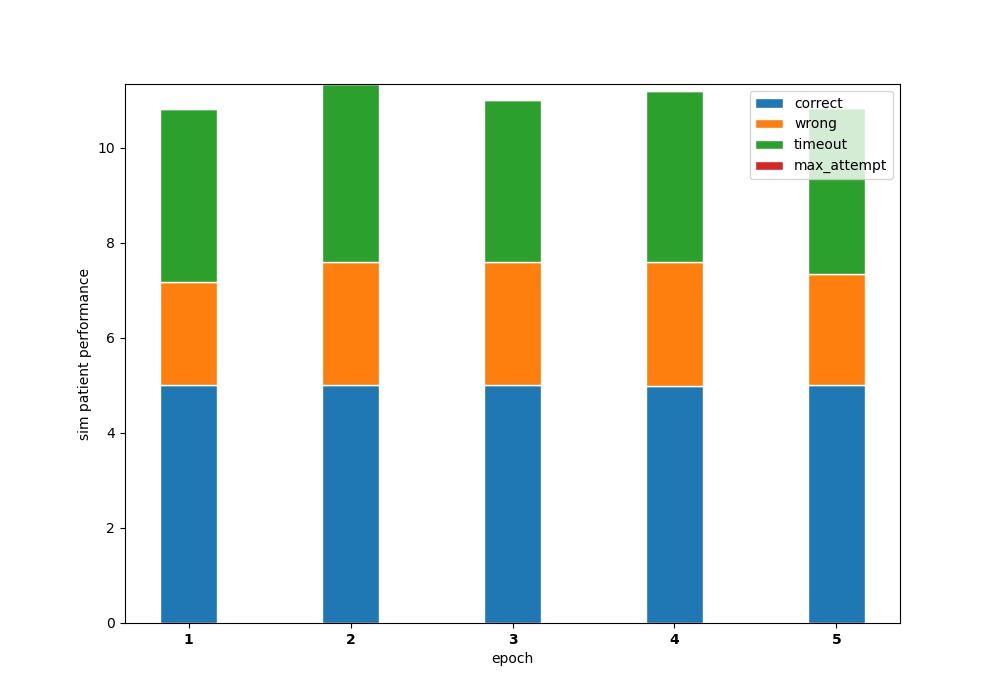 correct
wrong
timeout
max_attempt
10
8
6
4
2
0
sim patient performance
1 2 3 4 5
epoch